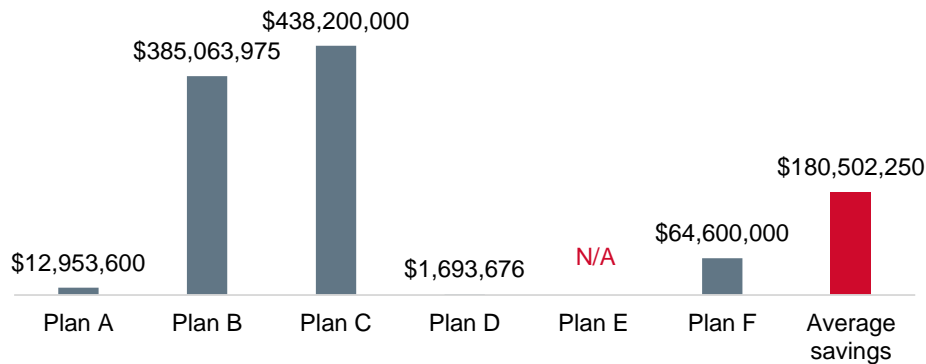 $438,200,000
$385,063,975
$180,502,250
$64,600,000
N/A
$12,953,600
$1,693,676
Plan A
Plan B
Plan C
Plan D
Plan E
Plan F
Average
savings